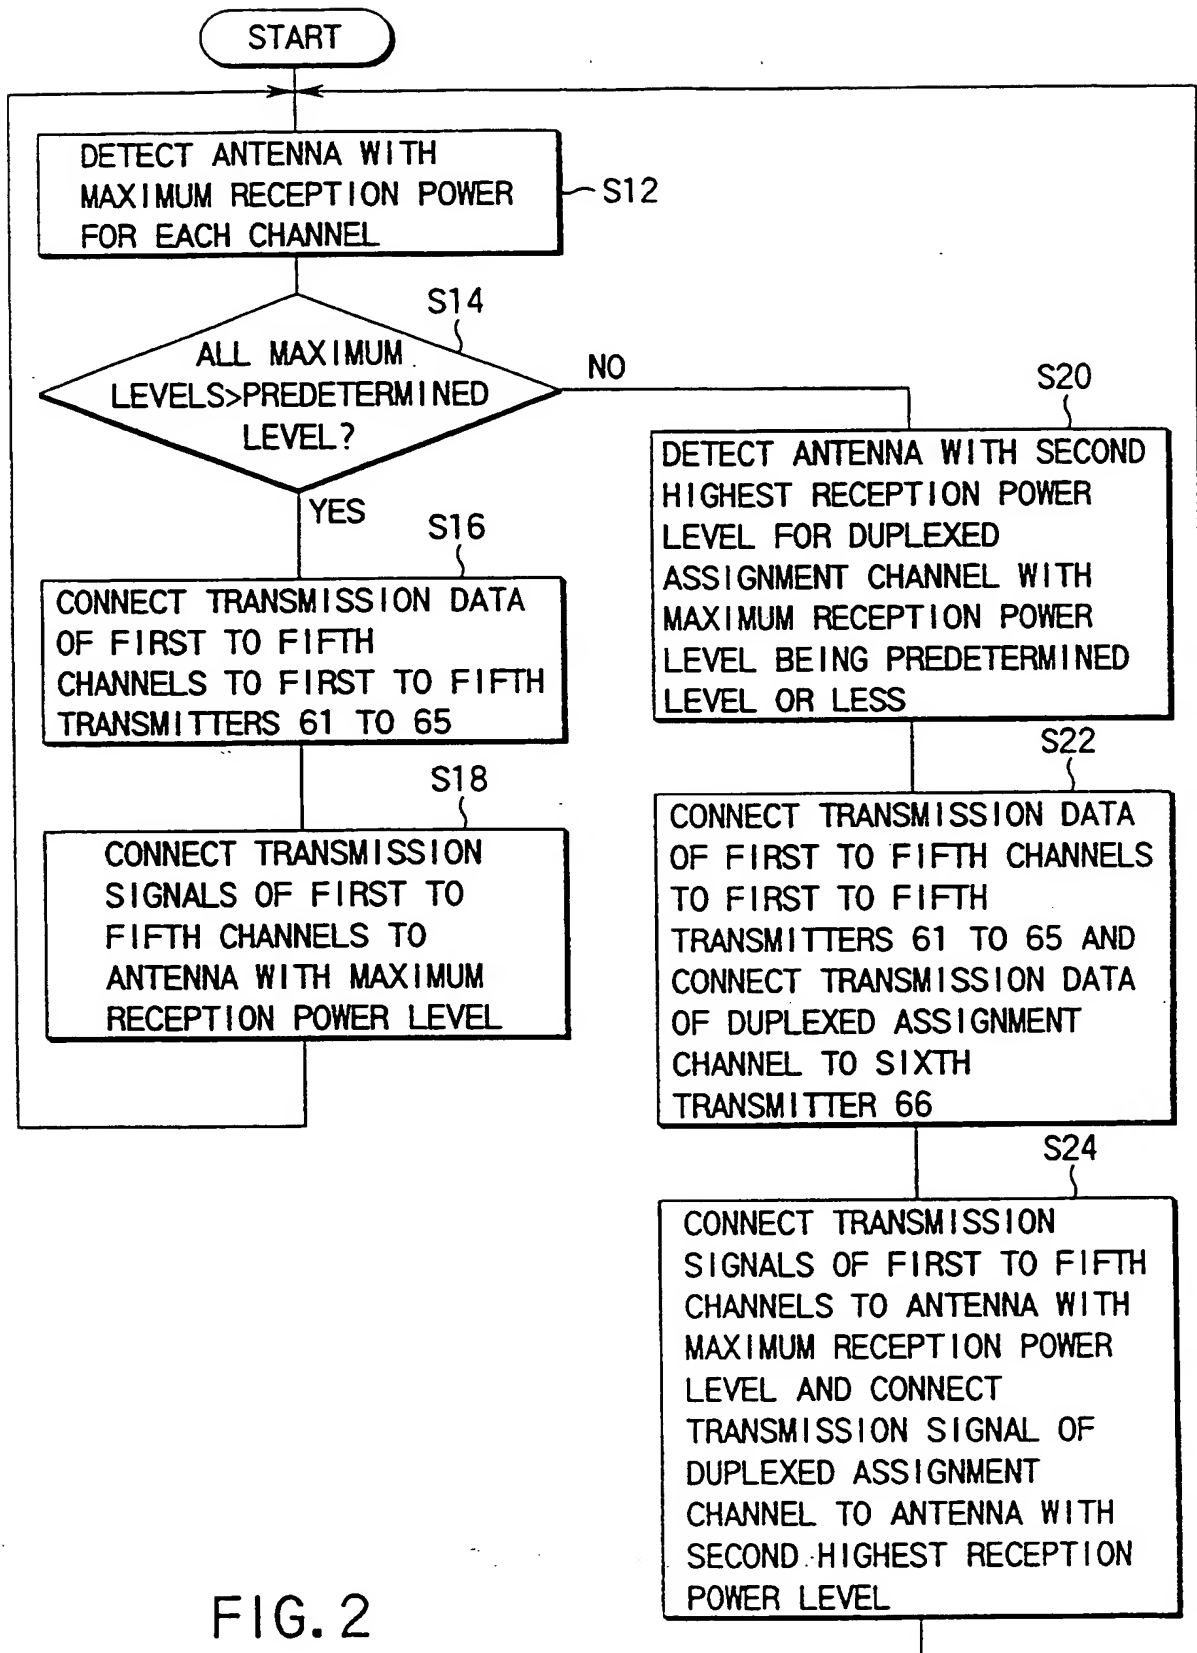 START
DETECT ANTENNA WITH
MAXIMUM RECEPTION POWER
FOR EACH CHANNEL
S12
S14
ALL MAXIMUM
LEVELS>PREDETERMINED
LEVEL?
NO
YES
S16
CONNECT TRANSMISSION DATA
OF FIRST TO FIFTH
CHANNELS TO FIRST TO FIFTH
TRANSMITTERS 61 TO 65
S18
CONNECT TRANSMISSION
SIGNALS OF FIRST TO
FIFTH CHANNELS TO
ANTENNA WITH MAXIMUM
RECEPTION POWER LEVEL
S20
DETECT ANTENNA WITH SECOND
HIGHEST RECEPTION POWER
LEVEL FOR DUPLEXED
ASSIGNMENT CHANNEL WITH
MAXIMUM RECEPTION POWER
LEVEL BEING PREDETERMINED
LEVEL OR LESS
S22
CONNECT TRANSMISSION DATA
OF FIRST TO FIFTH CHANNELS
TO FIRST TO FIFTH
TRANSMITTERS 61 TO 65 AND
CONNECT TRANSMISSION DATA
OF DUPLEXED ASSIGNMENT
CHANNEL TO SIXTH
TRANSMITTER 66
S24
CONNECT TRANSMISSION
SIGNALS OF FIRST TO FIFTH
CHANNELS TO ANTENNA WITH
MAXIMUM RECEPTION POWER
LEVEL AND CONNECT
TRANSMISSION SIGNAL OF
DUPLEXED ASSIGNMENT
CHANNEL TO ANTENNA WITH
SECOND HIGHEST RECEPTION
POWER LEVEL
FIG. 2